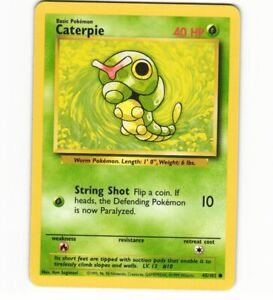 Basic Pokémon
Caterpie 40 HP
Worm Pokémon. Length: 1' 0", Weight: 6 lbs.
String Shot Flip a coin. If
heads, the Defending Pokémon
is now Paralyzed.
10
weakness resistance retreat cost
Its short feet are tipped with suction pads that enable it to
tirelessly climb slopes and walls. LV. 13 #10
Illus. Ken Sugimori
45/102